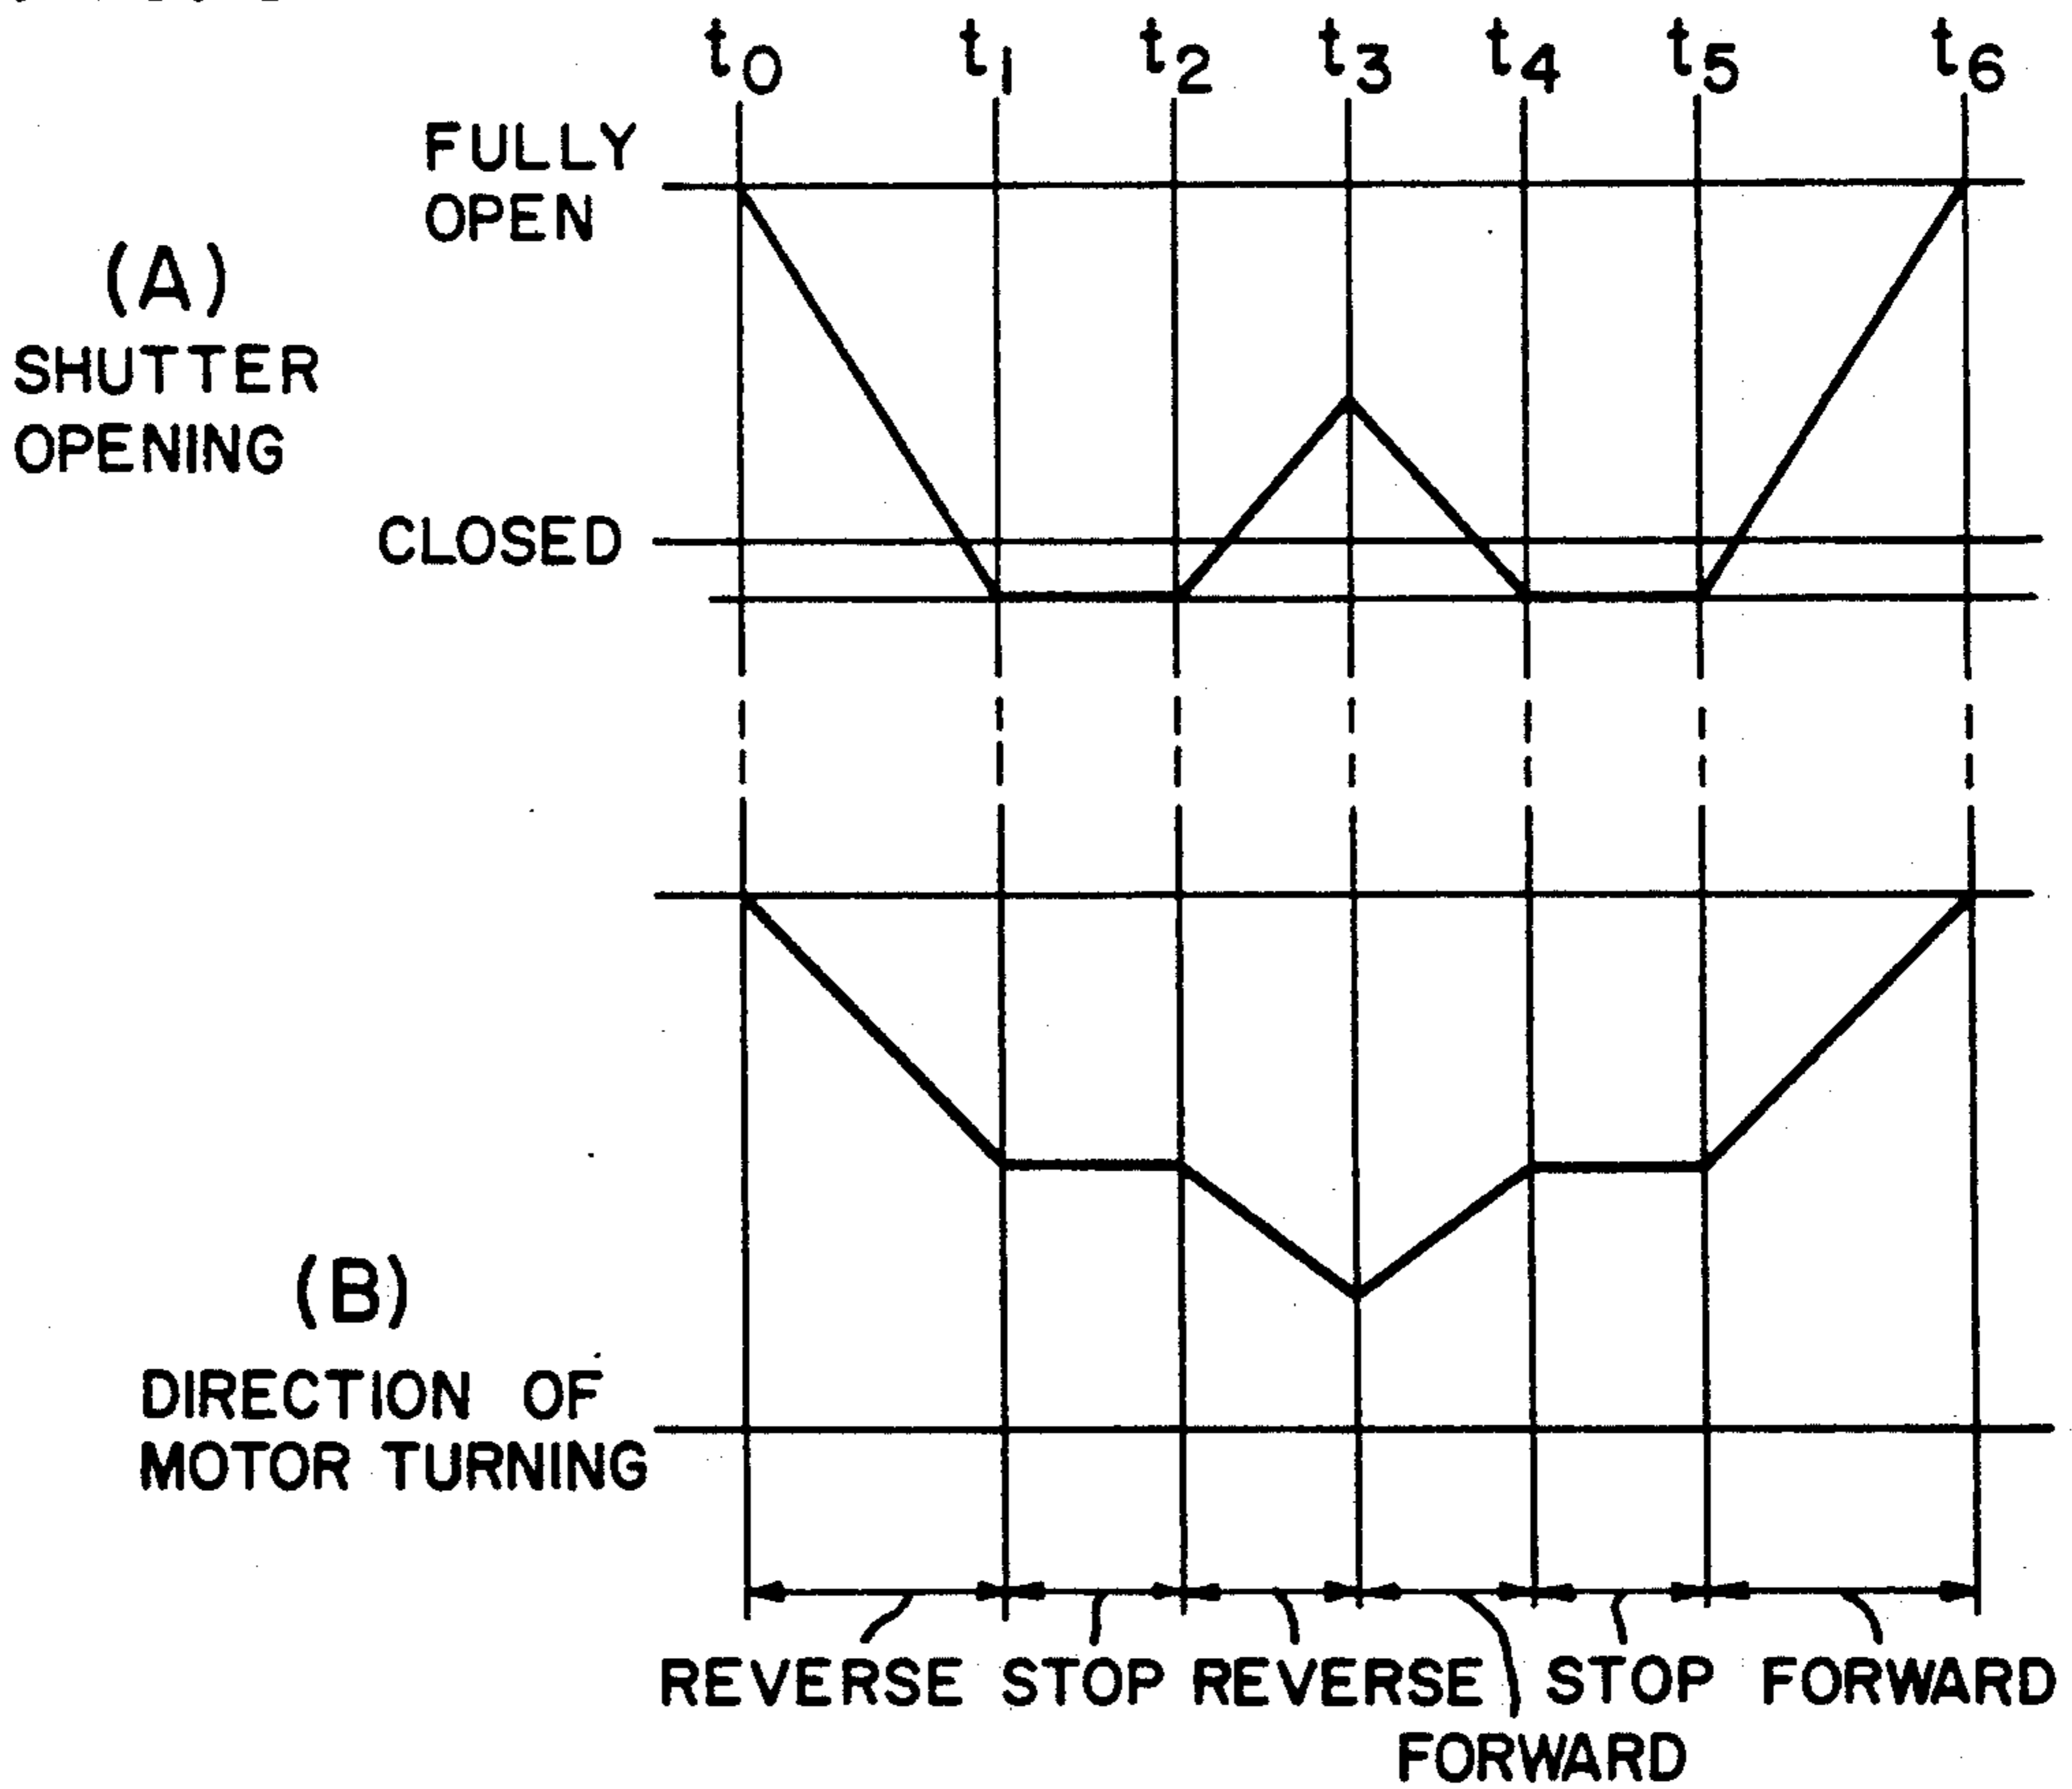 t0 t1 t2 t3 t4 t5 t6
FULLY
OPEN
(A)
SHUTTER
OPENING
CLOSED
(B)
DIRECTION OF
MOTOR TURNING
REVERSE STOP REVERSE STOP FORWARD
FORWARD